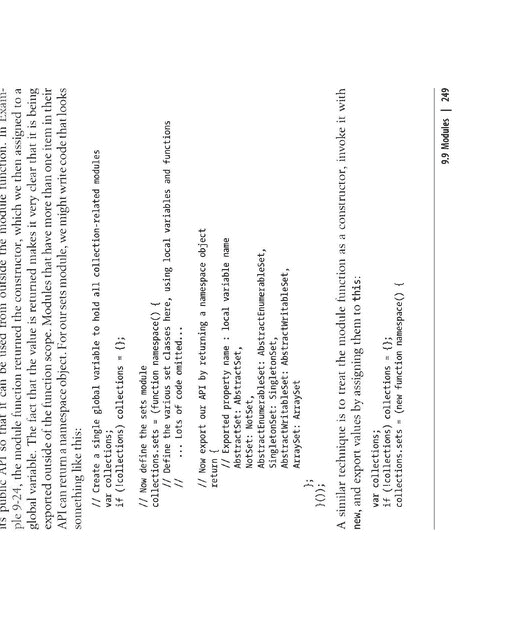 its public API so that it can be used from outside the module function. In Exam-
ple 9-24, the module function returned the constructor, which we then assigned to a
global variable. The fact that the value is returned makes it very clear that it is being
exported outside of the function scope. Modules that have more than one item in their
API can return a namespace object. For our sets module, we might write code that looks
something like this:
// Create a single global variable to hold all collection-related modules
var collections;
if (!collections) collections = {};
// Now define the sets module
collections.sets = (function namespace() {
// Define the various set classes here, using local variables and functions
// ... Lots of code omitted...
// Now export our API by returning a namespace object
return {
// Exported property name : local variable name
AbstractSet: AbstractSet,
NotSet: NotSet,
AbstractEnumerableSet: AbstractEnumerableSet,
SingletonSet: SingletonSet,
AbstractWritableSet: AbstractWritableSet,
ArraySet: ArraySet
};
}());
A similar technique is to treat the module function as a constructor, invoke it with
new, and export values by assigning them to this:
var collections;
if (!collections) collections = {};
collections.sets = (new function namespace() {
9.9 Modules | 249